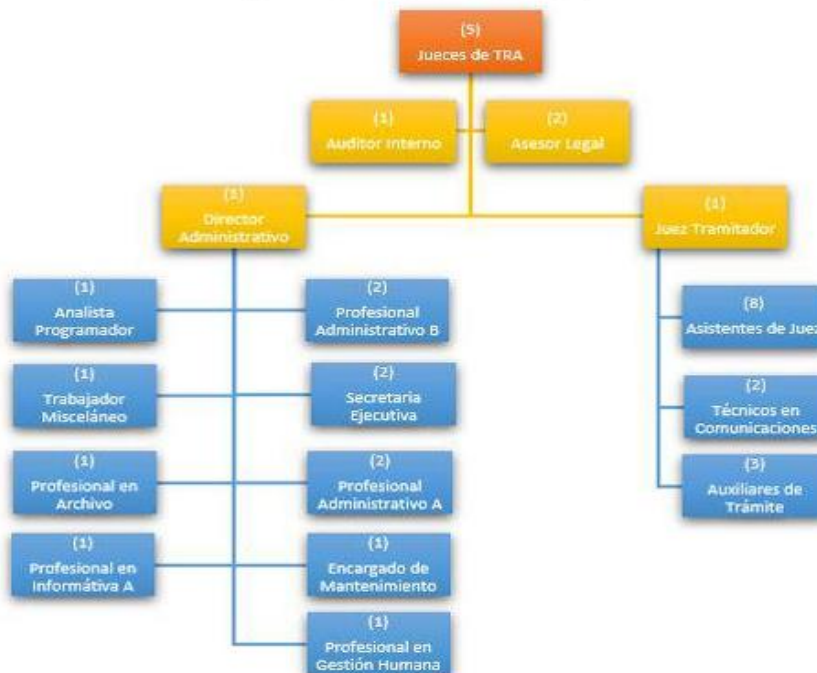 (5)
Jueces de TRA
(1)
Auditor Interno
(2)
Asesor Legal
(1)
Director
Administrativo
(1)
Juez Tramitador
(1)
Analista
Programador
(2)
Profesional
Administrativo B
(8)
Asistentes de Juez
(1)
Trabajador
Misceláneo
(2)
Secretaria
Ejecutiva
(2)
Técnicos en
Comunicaciones
(1)
Profesional en
Archivo
(2)
Profesional
Administrativo A
(3)
Auxiliares de
Trámite
(1)
Profesional en
Informátiva A
(1)
Encargado de
Mantenimiento
(1)
Profesional en
Gestión Humana